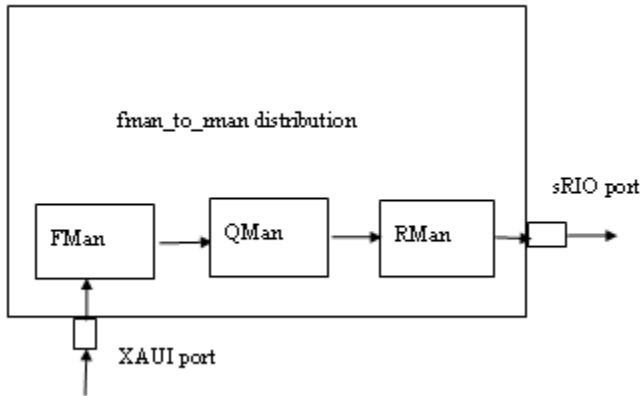 fman_to_rman distribution
sRIO port
FMan
QMan
RMan
XAUI port